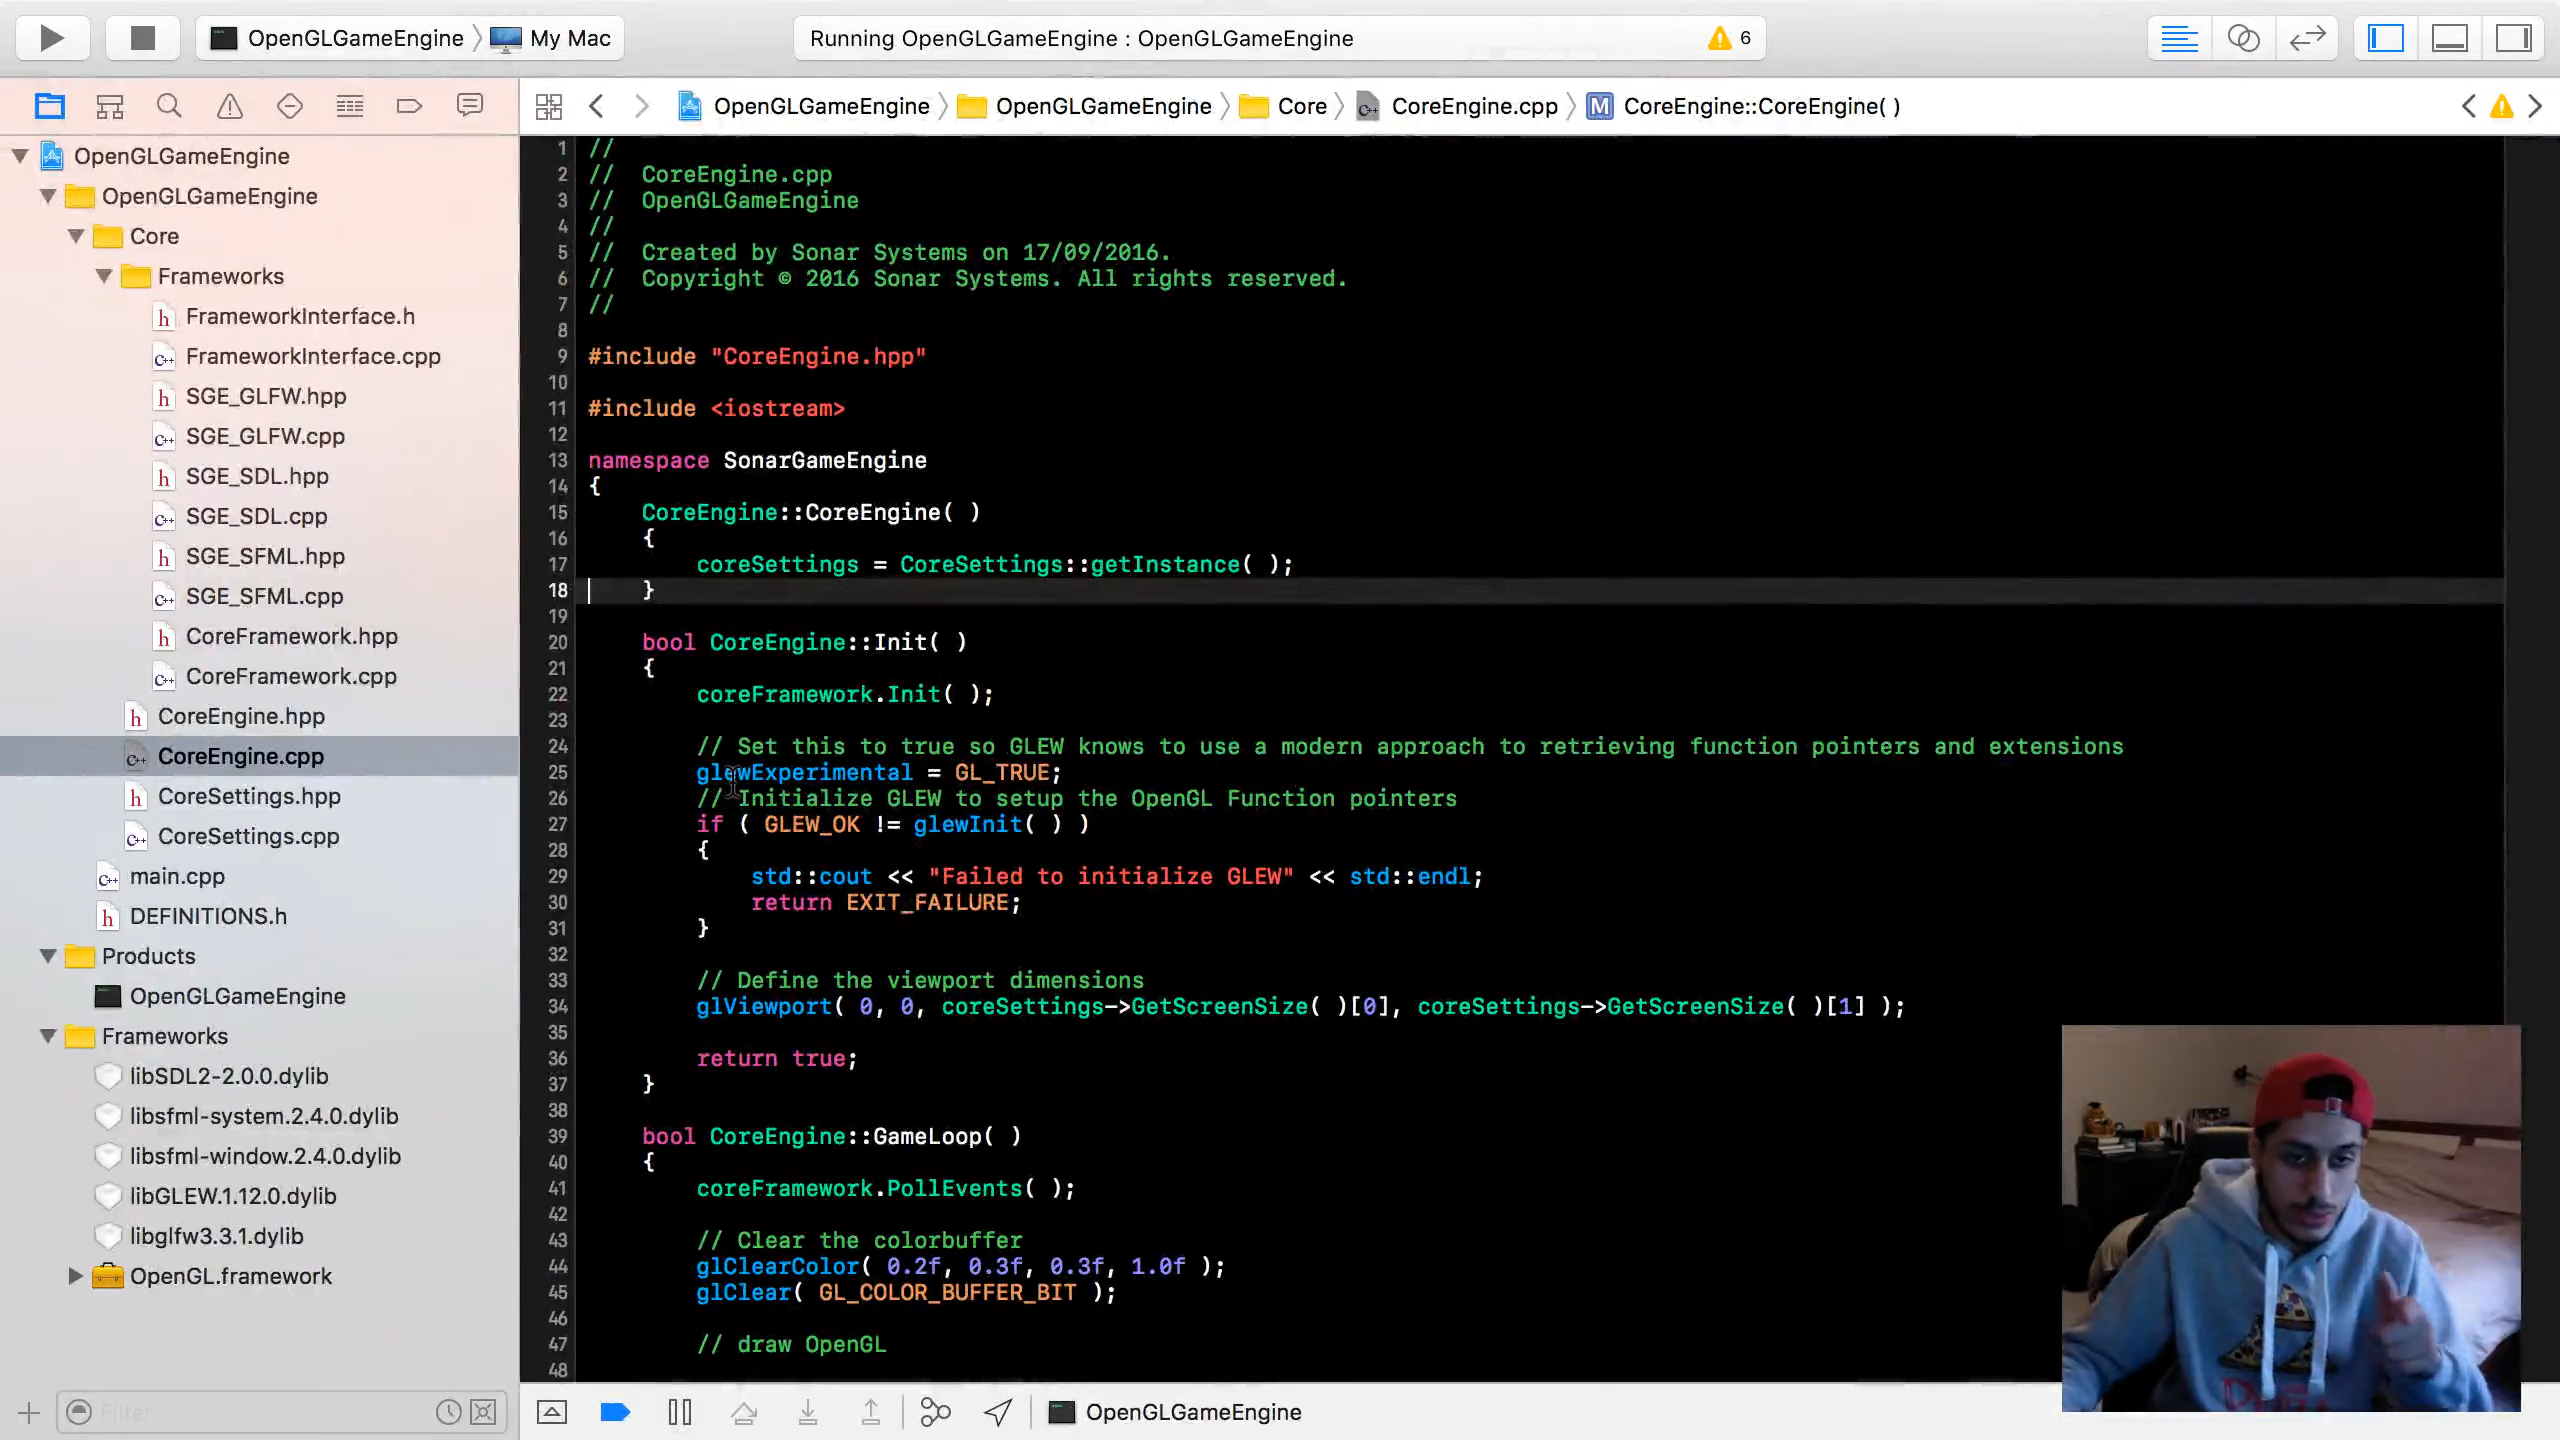 OpenGLGameEngine 〉 My Mac
Running OpenGLGameEngine : OpenGLGameEngine
6
OpenGLGameEngine 〉 OpenGLGameEngine 〉 Core 〉 CoreEngine.cpp 〉 M CoreEngine::CoreEngine( )
OpenGLGameEngine
OpenGLGameEngine
Core
Frameworks
h FrameworkInterface.h
C++ FrameworkInterface.cpp
h SGE_GLFW.hpp
C++ SGE_GLFW.cpp
h SGE_SDL.hpp
C++ SGE_SDL.cpp
h SGE_SFML.hpp
C++ SGE_SFML.cpp
h CoreFramework.hpp
C++ CoreFramework.cpp
h CoreEngine.hpp
C++ CoreEngine.cpp
h CoreSettings.hpp
C++ CoreSettings.cpp
C++ main.cpp
h DEFINITIONS.h
Products
OpenGLGameEngine
Frameworks
libSDL2-2.0.0.dylib
libsfml-system.2.4.0.dylib
libsfml-window.2.4.0.dylib
libGLEW.1.12.0.dylib
libglfw3.3.1.dylib
OpenGL.framework
Filter
1 //
2 //  CoreEngine.cpp
3 //  OpenGLGameEngine
4 //
5 //  Created by Sonar Systems on 17/09/2016.
6 //  Copyright © 2016 Sonar Systems. All rights reserved.
7 //
8
9 #include "CoreEngine.hpp"
10
11 #include <iostream>
12
13 namespace SonarGameEngine
14 {
15     CoreEngine::CoreEngine( )
16     {
17         coreSettings = CoreSettings::getInstance( );
18     }
19
20     bool CoreEngine::Init( )
21     {
22         coreFramework.Init( );
23
24         // Set this to true so GLEW knows to use a modern approach to retrieving function pointers and extensions
25         glewExperimental = GL_TRUE;
26         // Initialize GLEW to setup the OpenGL Function pointers
27         if ( GLEW_OK != glewInit( ) )
28         {
29             std::cout << "Failed to initialize GLEW" << std::endl;
30             return EXIT_FAILURE;
31         }
32
33         // Define the viewport dimensions
34         glViewport( 0, 0, coreSettings->GetScreenSize( )[0], coreSettings->GetScreenSize( )[1] );
35
36         return true;
37     }
38
39     bool CoreEngine::GameLoop( )
40     {
41         coreFramework.PollEvents( );
42
43         // Clear the colorbuffer
44         glClearColor( 0.2f, 0.3f, 0.3f, 1.0f );
45         glClear( GL_COLOR_BUFFER_BIT );
46
47         // draw OpenGL
48
OpenGLGameEngine